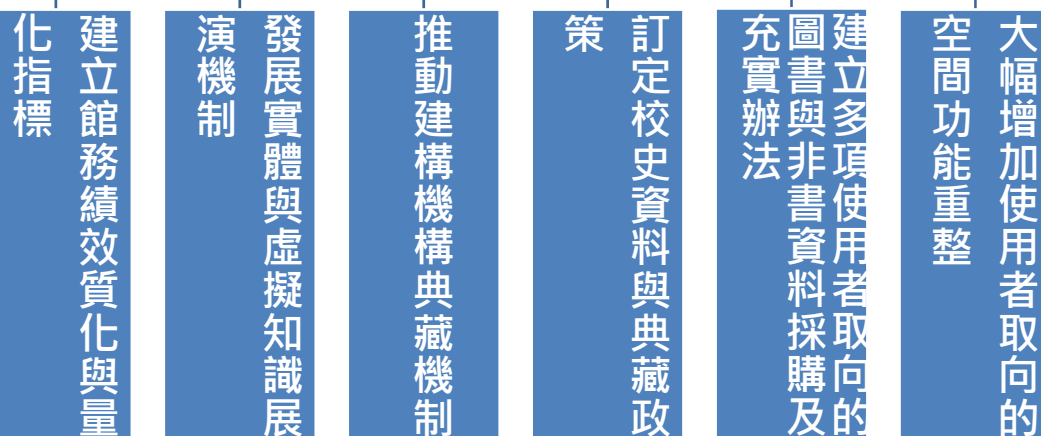 大幅增加使用者取向的
空間功能重整
建立多項使用者取向的
圖書與非書資料採購及
充實辦法
訂定校史資料與典藏政
策
推動建構機構典藏機制
發展實體與虛擬知識展
演機制
建立館務績效質化與量
化指標